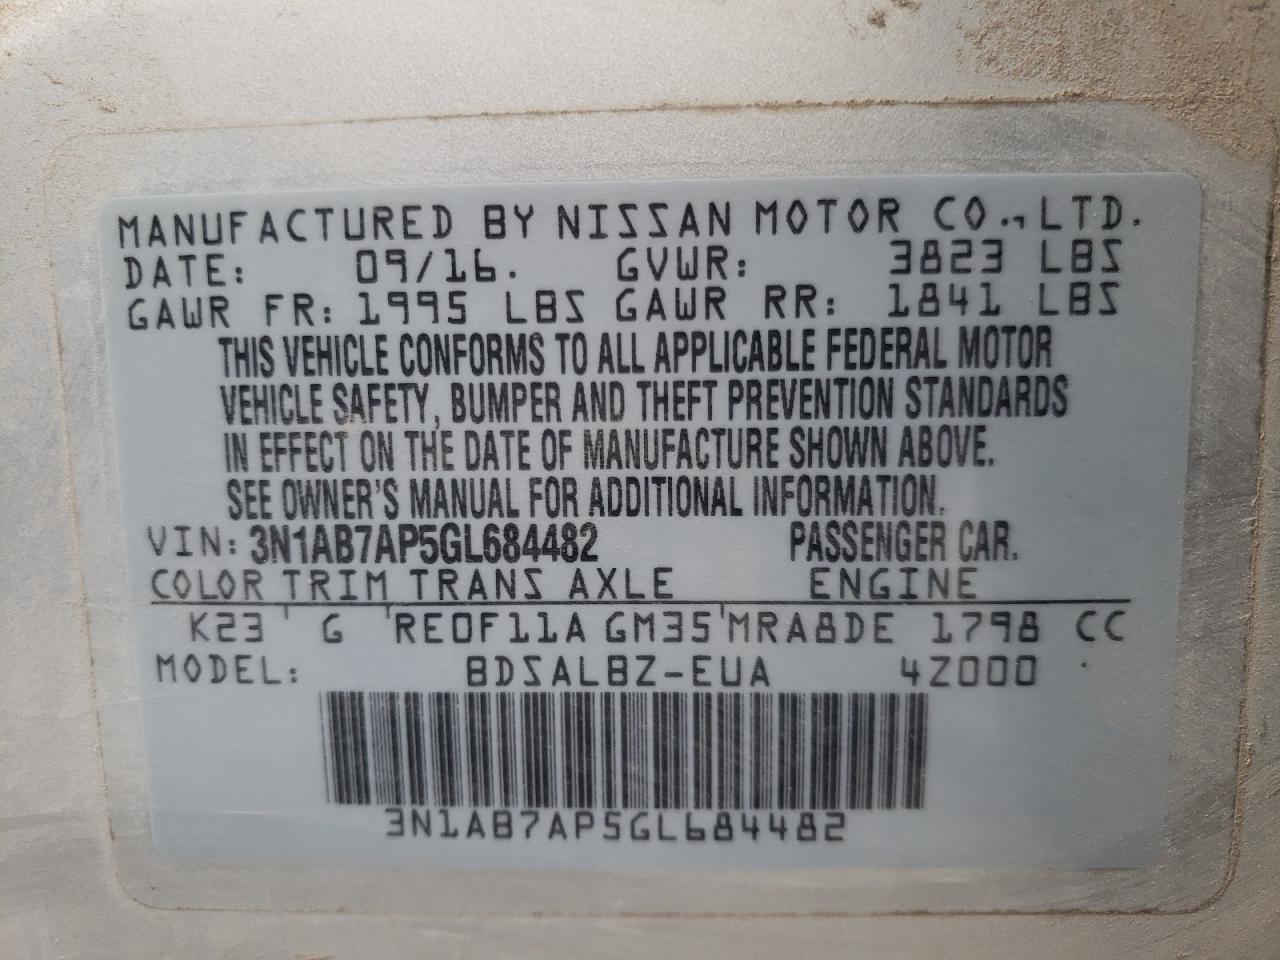 MANUFACTURED BY NISSAN MOTOR CO.,LTD.
DATE: 09/16. GVWR: 3823 LBS
GAWR FR: 1995 LBS GAWR RR: 1841 LBS
THIS VEHICLE CONFORMS TO ALL APPLICABLE FEDERAL MOTOR
VEHICLE SAFETY, BUMPER AND THEFT PREVENTION STANDARDS
IN EFFECT ON THE DATE OF MANUFACTURE SHOWN ABOVE.
SEE OWNER'S MANUAL FOR ADDITIONAL INFORMATION.
VIN: 3N1AB7AP5GL684482 PASSENGER CAR.
COLOR TRIM TRANS AXLE ENGINE
K23 ' G 'RE0F11A GM35'MRA8DE 1798 CC
MODEL: BDSALBZ-EUA 4Z000
3N1AB7AP5GL684482